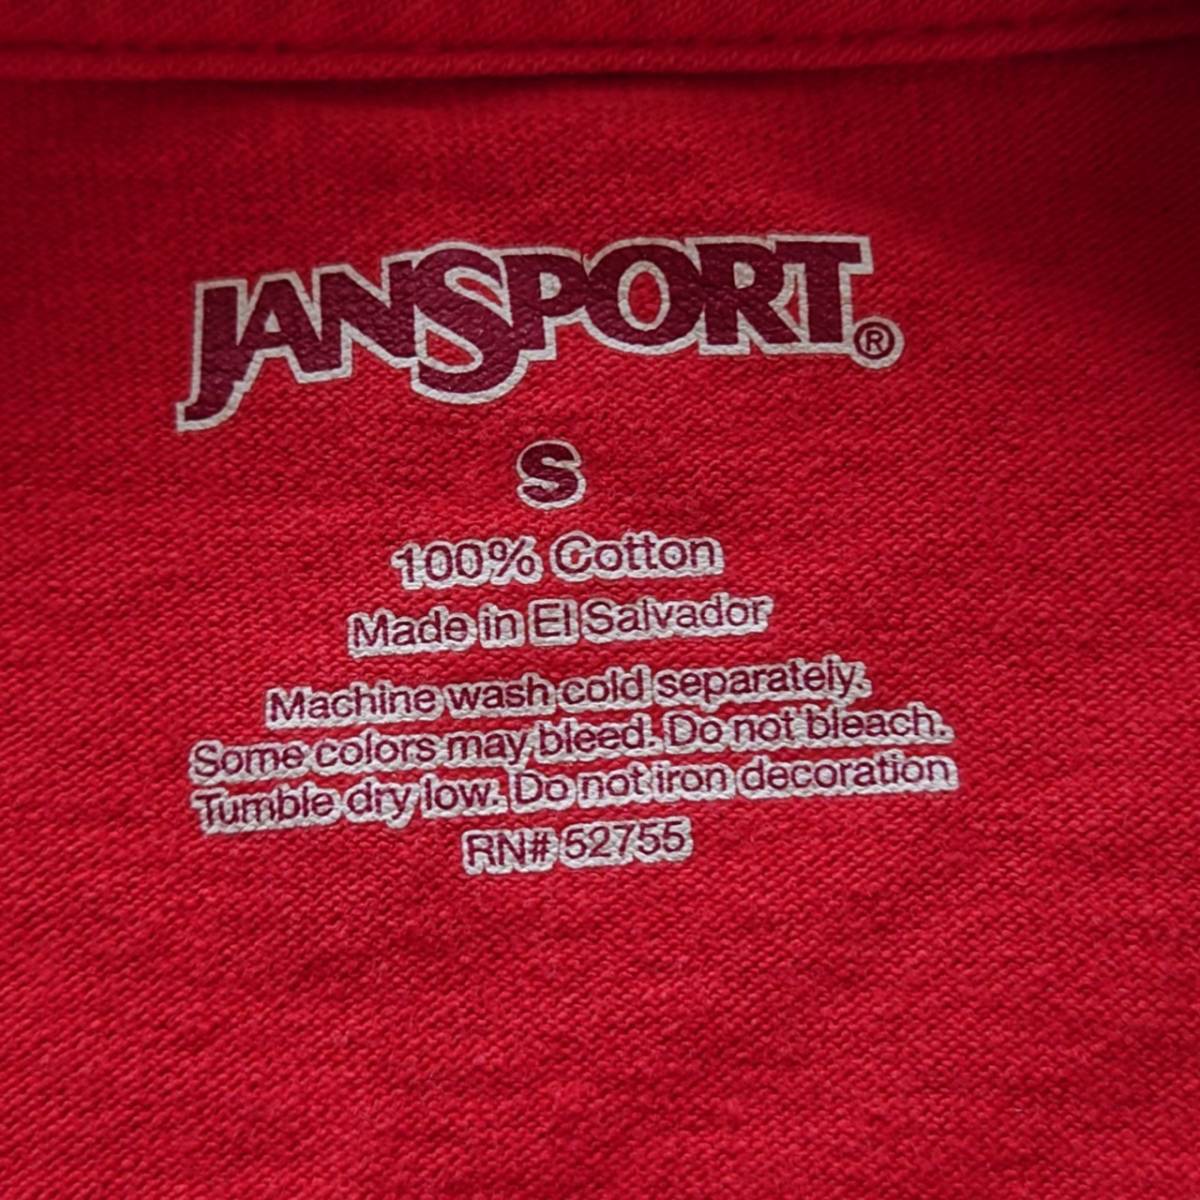 JANSPORT®
S
100% Cotton
Made in El Salvador
Machine wash cold separately.
Some colors may bleed. Do not bleach.
Tumble dry low. Do not iron decoration
RN# 52755